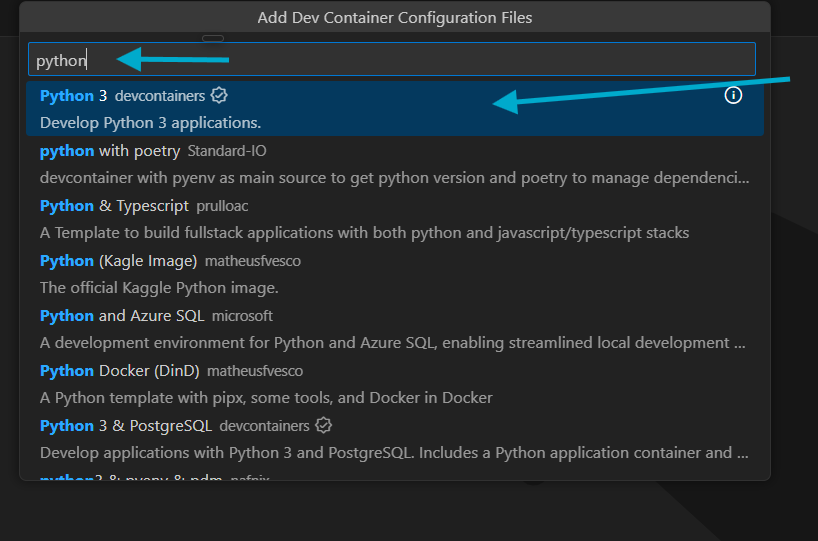 Add Dev Container Configuration Files
python
Python 3 devcontainers
Develop Python 3 applications.
python with poetry Standard-IO
devcontainer with pyenv as main source to get python version and poetry to manage dependenci...
Python & Typescript prulloac
A Template to build fullstack applications with both python and javascript/typescript stacks
Python (Kagle Image) matheusfvesco
The official Kaggle Python image.
Python and Azure SQL microsoft
A development environment for Python and Azure SQL, enabling streamlined local development ...
Python Docker (DinD) matheusfvesco
A Python template with pipx, some tools, and Docker in Docker
Python 3 & PostgreSQL devcontainers
Develop applications with Python 3 and PostgreSQL. Includes a Python application container and ...
python3 & pyenv & pdm nafnix